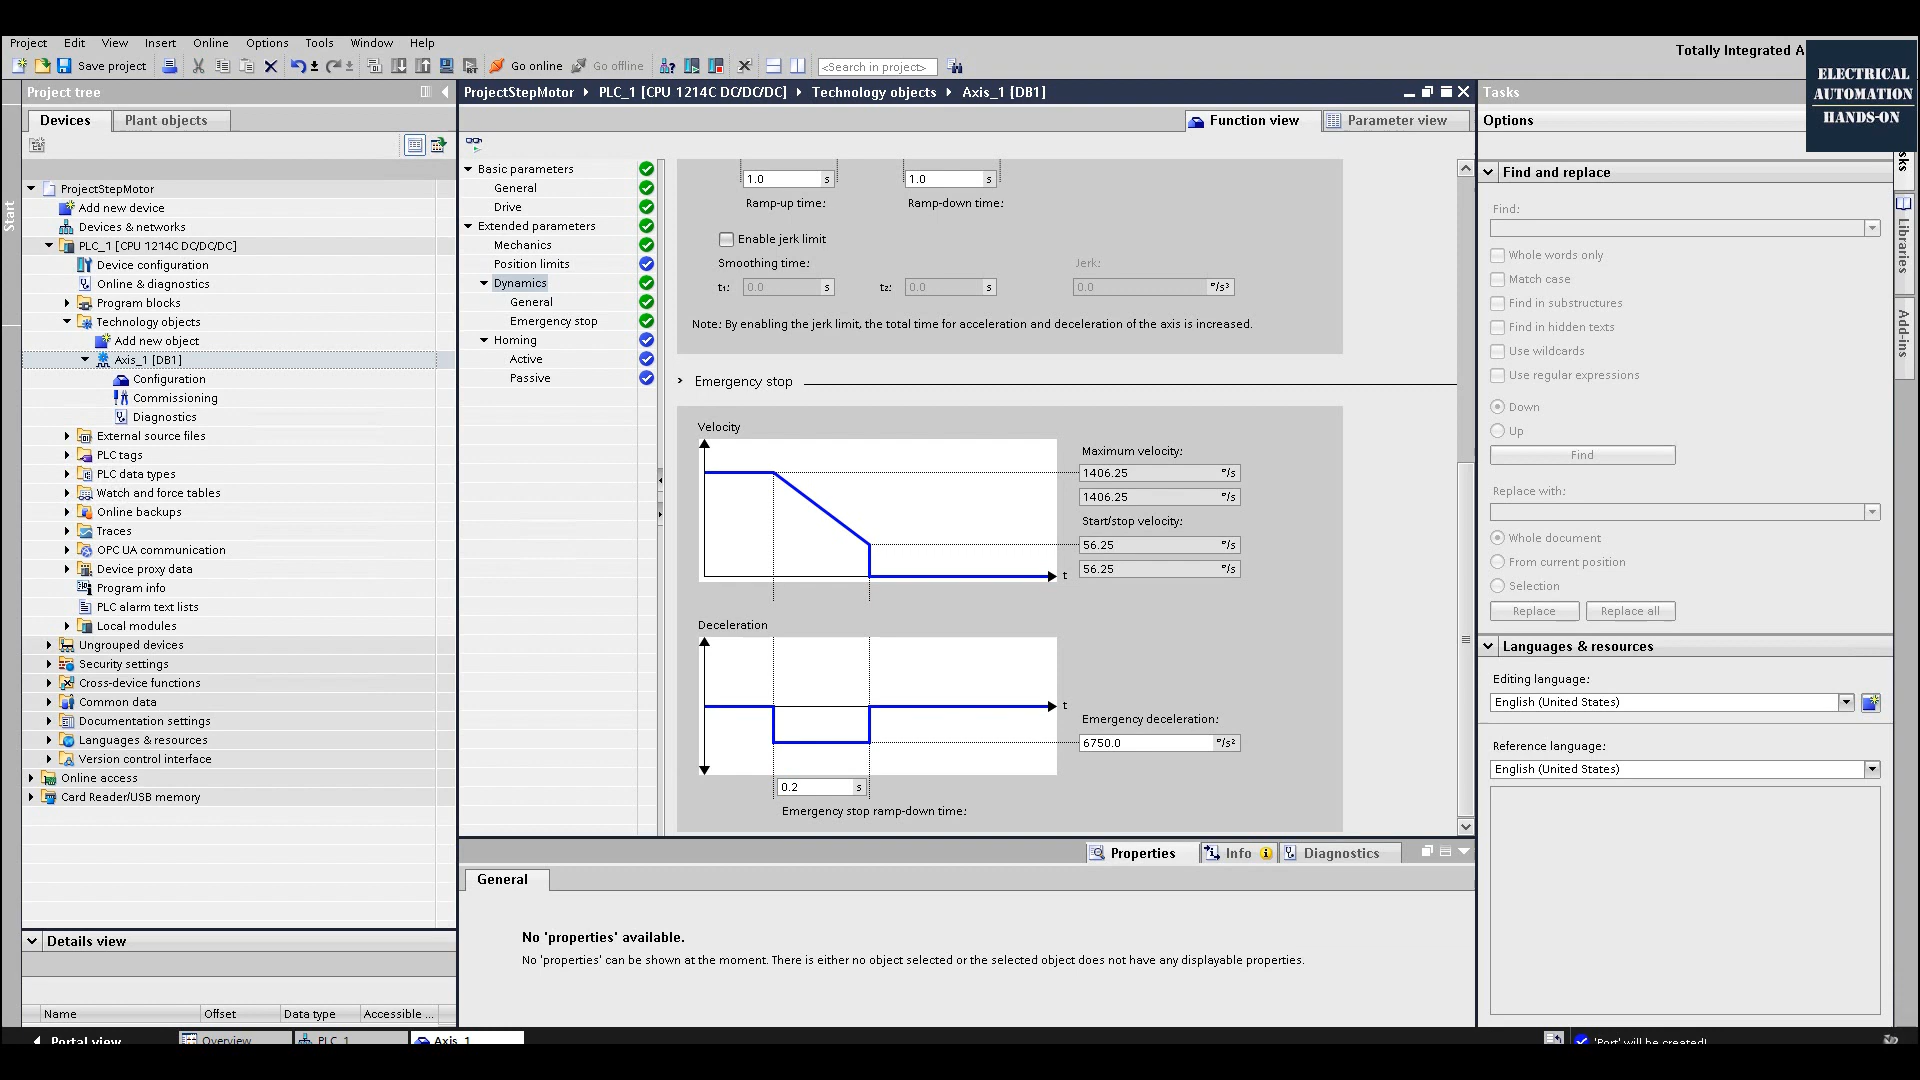 Project Edit View Insert Online Options Tools Window Help
Totally Integrated A
ELECTRICAL
AUTOMATION
HANDS-ON
Save project
Go online
Go offline
<Search in project>
Project tree
ProjectStepMotor PLC_1 [CPU 1214C DC/DC/DC] Technology objects Axis_1 [DB1]
Tasks
Devices
Plant objects
Function view
Parameter view
Options
Start
ProjectStepMotor
Add new device
Devices & networks
PLC_1 [CPU 1214C DC/DC/DC]
Device configuration
Online & diagnostics
Program blocks
Technology objects
Add new object
Axis_1 [DB1]
Configuration
Commissioning
Diagnostics
External source files
PLC tags
PLC data types
Watch and force tables
Online backups
Traces
OPC UA communication
Device proxy data
Program info
PLC alarm text lists
Local modules
Ungrouped devices
Security settings
Cross-device functions
Common data
Documentation settings
Languages & resources
Version control interface
Online access
Card Reader/USB memory
Details view
Name Offset Data type Accessible ...
Basic parameters
General
Drive
Extended parameters
Mechanics
Position limits
Dynamics
General
Emergency stop
Homing
Active
Passive
1.0 s
1.0 s
Ramp-up time:
Ramp-down time:
Enable jerk limit
Smoothing time:
Jerk:
t₁: 0.0 s
t₂: 0.0 s
0.0 °/s³
Note: By enabling the jerk limit, the total time for acceleration and deceleration of the axis is increased.
Emergency stop
Velocity
t
Maximum velocity:
1406.25 °/s
1406.25 °/s
Start/stop velocity:
56.25 °/s
56.25 °/s
Deceleration
t
Emergency deceleration:
6750.0 °/s²
0.2 s
Emergency stop ramp-down time:
Properties
Info
Diagnostics
General
No 'properties' available.
No 'properties' can be shown at the moment. There is either no object selected or the selected object does not have any displayable properties.
Find and replace
Find:
Whole words only
Match case
Find in substructures
Find in hidden texts
Use wildcards
Use regular expressions
Down
Up
Find
Replace with:
Whole document
From current position
Selection
Replace
Replace all
Languages & resources
Editing language:
English (United States)
Reference language:
English (United States)
Libraries
Add-ins
Portal view
Overview
PLC_1
Axis_1
'Port' will be created!